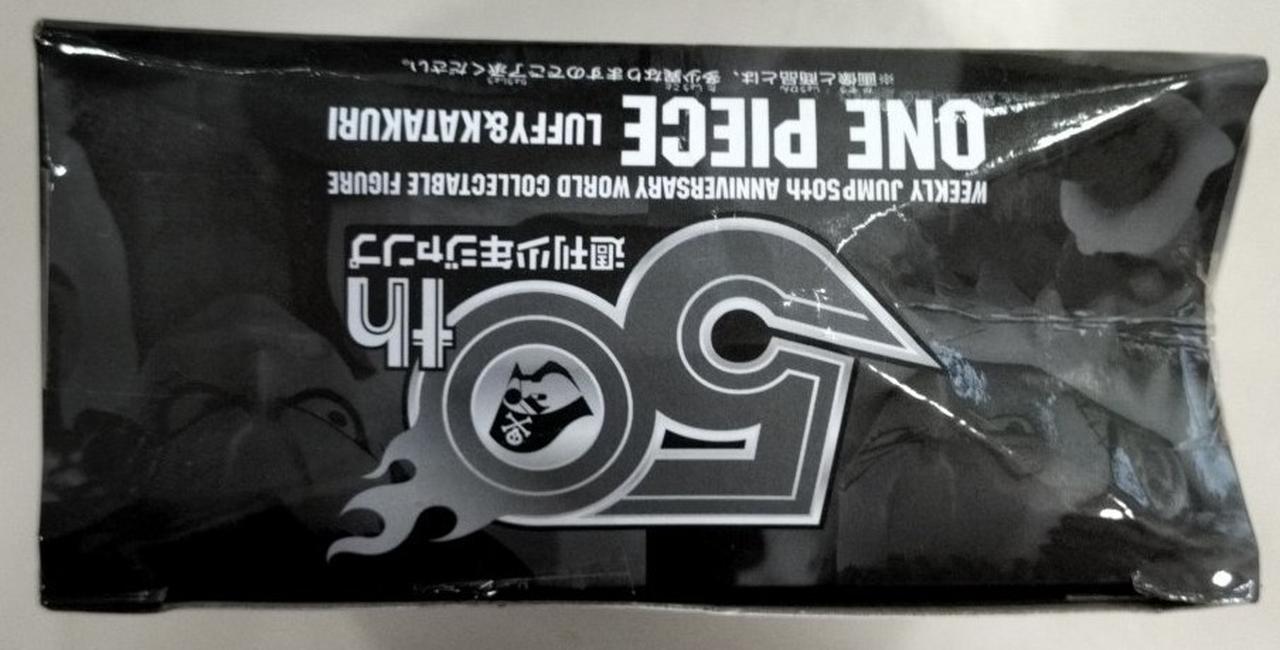 50th
週刊少年ジャンプ
WEEKLY JUMP 50th ANNIVERSARY WORLD COLLECTABLE FIGURE
ONE PIECE LUFFY&KATAKURI
※画像と商品とは、多少異なりますのでご了承ください。